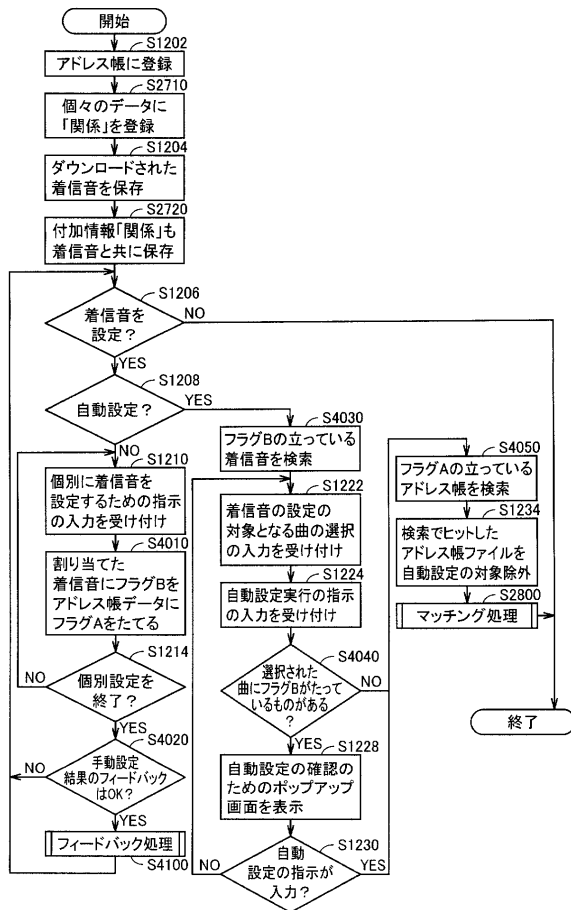 開始
S1202
アドレス帳に登録
S2710
個々のデータに
「関係」を登録
S1204
ダウンロードされた
着信音を保存
S2720
付加情報「関係」も
着信音と共に保存
S1206
着信音を
設定?
NO
YES
S1208
自動設定?
YES
NO
S1210
個別に着信音を
設定するための指示
の入力を受け付け
S4010
割り当てた
着信音にフラグBを
アドレス帳データに
フラグAをたてる
S1214
個別設定を
終了?
NO
YES
S4020
手動設定
結果のフィードバック
はOK?
NO
YES
フィードバック処理
S4100
S4030
フラグBの立っている
着信音を検索
S1222
着信音の設定の
対象となる曲の選択
の入力を受け付け
S1224
自動設定実行の指示
の入力を受け付け
S4040
選択された
曲にフラグBがたって
いるものがある
?
NO
YES
S1228
自動設定の確認の
ためのポップアップ
画面を表示
S1230
自動
設定の指示が
入力?
NO
YES
S4050
フラグAの立っている
アドレス帳を検索
S1234
検索でヒットした
アドレス帳ファイルを
自動設定の対象除外
S2800
マッチング処理
終了